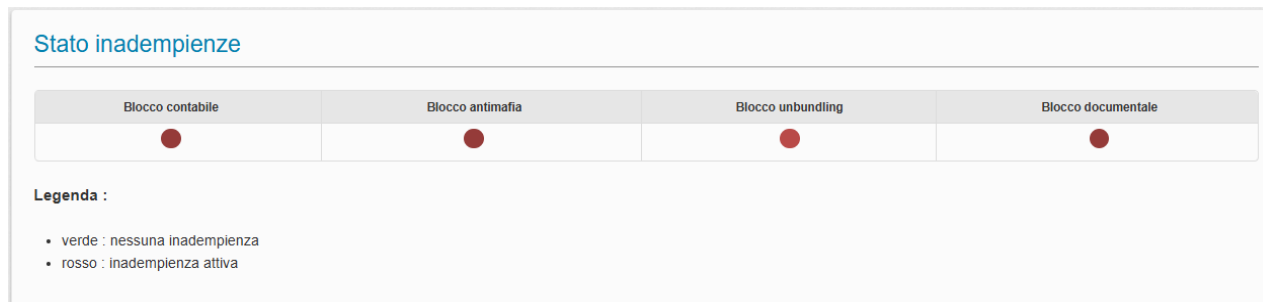 Stato inadempienze
Blocco contabile Blocco antimafia Blocco unbundling Blocco documentale
Legenda :
verde : nessuna inadempienza
rosso : inadempienza attiva